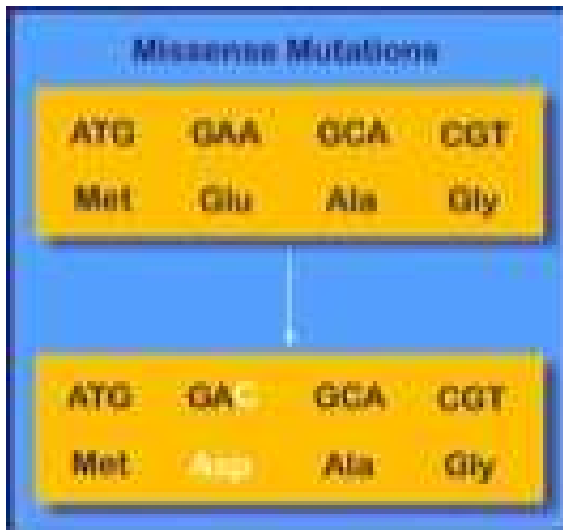 Missense Mutations
ATG GAA GCA CGT
Met Glu Ala Gly
ATG GAC GCA CGT
Met Asp Ala Gly